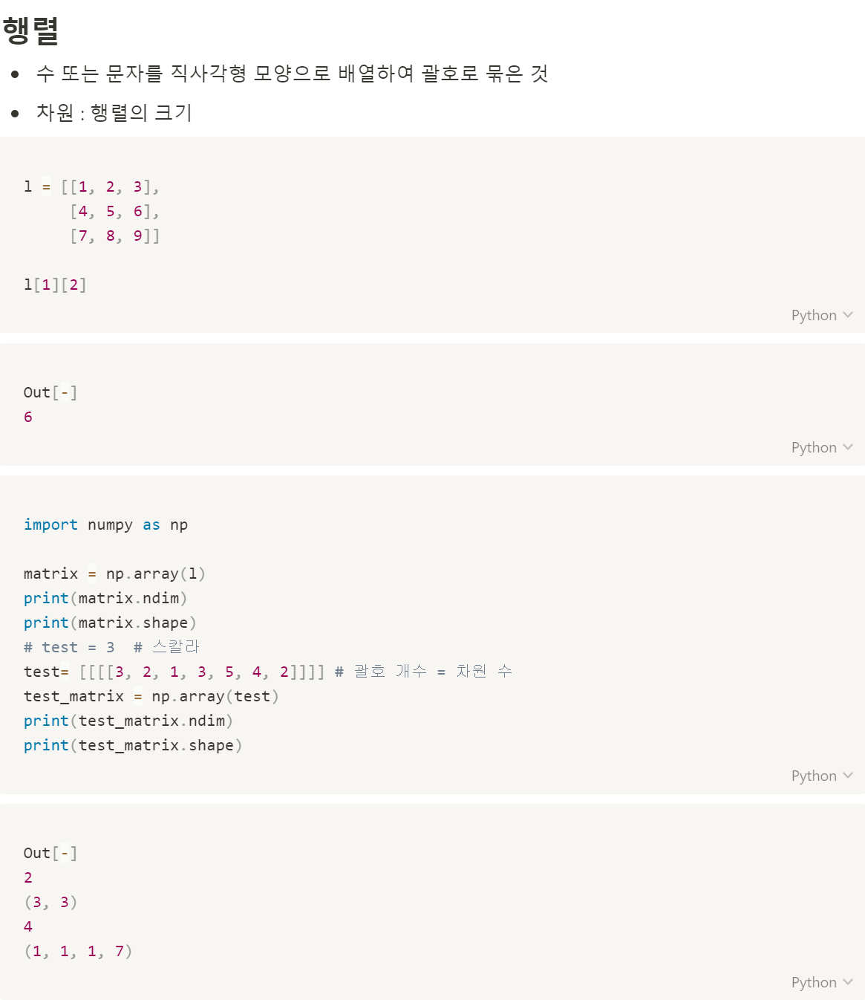 행렬
• 수 또는 문자를 직사각형 모양으로 배열하여 괄호로 묶은 것
• 차원 : 행렬의 크기
l = [[1, 2, 3],
     [4, 5, 6],
     [7, 8, 9]]
l[1][2]
Python
Out[-]
6
Python
import numpy as np
matrix = np.array(l)
print(matrix.ndim)
print(matrix.shape)
# test = 3  # 스칼라
test= [[[[3, 2, 1, 3, 5, 4, 2]]]] # 괄호 개수 = 차원 수
test_matrix = np.array(test)
print(test_matrix.ndim)
print(test_matrix.shape)
Python
Out[-]
2
(3, 3)
4
(1, 1, 1, 7)
Python